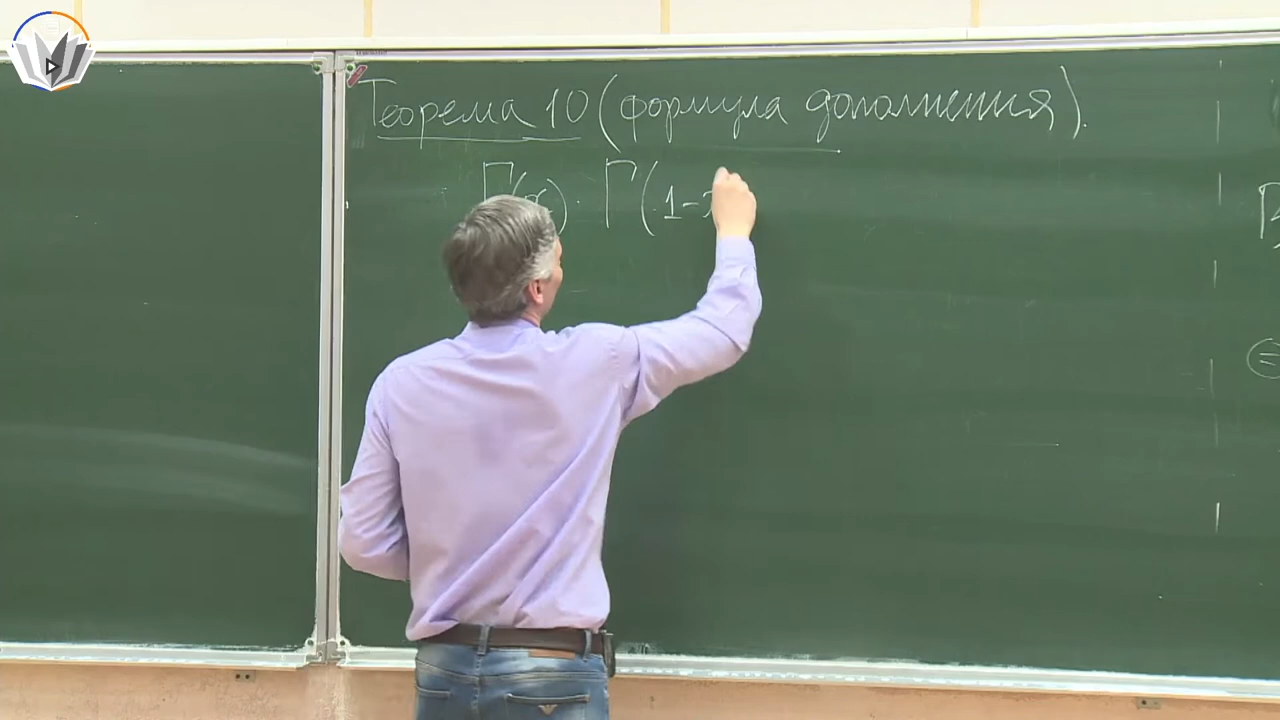 Теорема 10 (формула дополнения).
Γ(x) · Γ(1-x
Γ
=